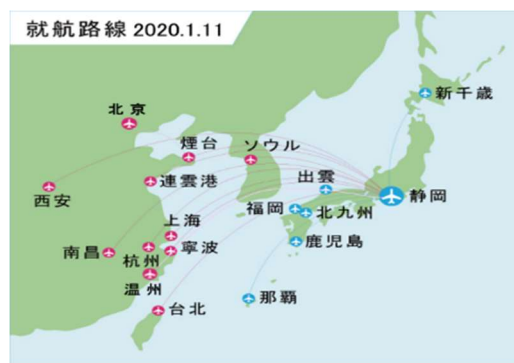 就航路線 2020.1.11
新千歳
北京
煙台
ソウル
連雲港
西安
出雲
静岡
福岡
北九州
上海
南昌
杭州
寧波
鹿児島
温州
台北
那覇